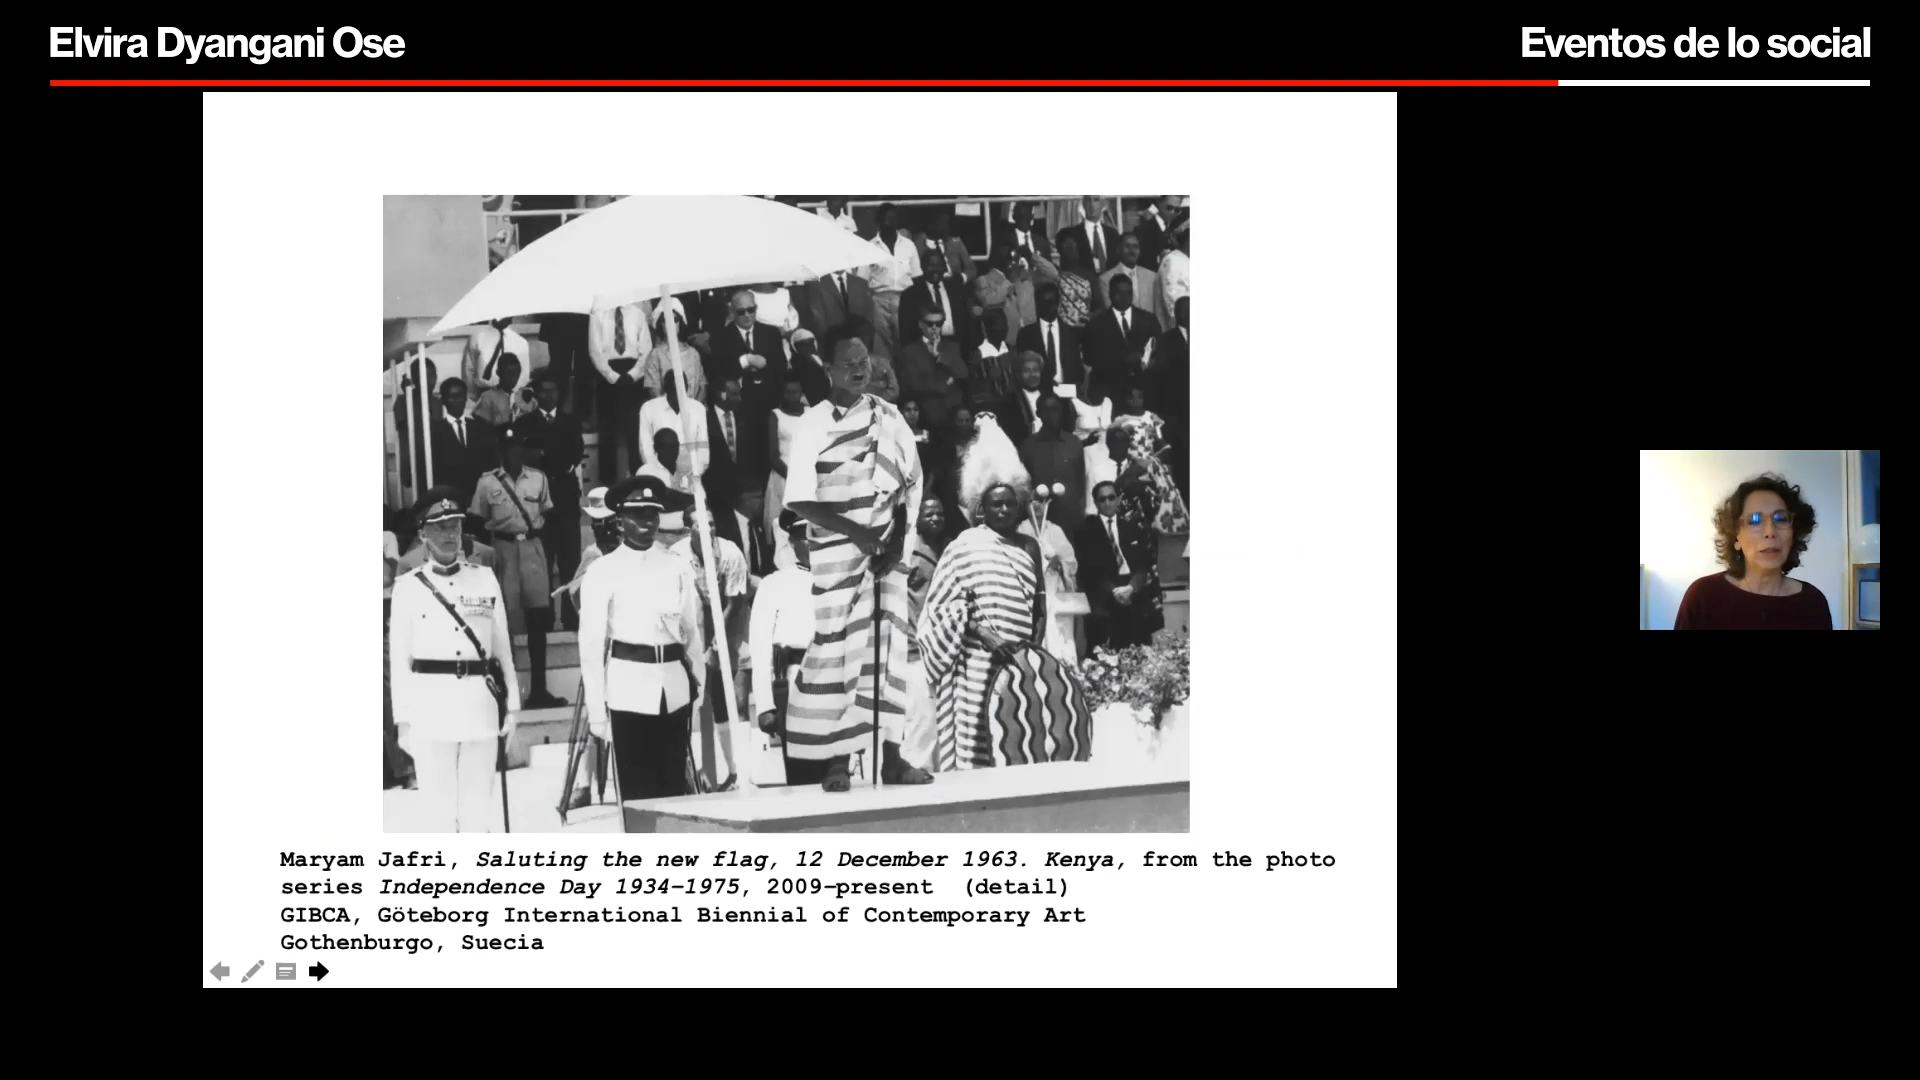 Elvira Dyangani Ose
Eventos de lo social
Maryam Jafri, Saluting the new flag, 12 December 1963. Kenya, from the photo
series Independence Day 1934–1975, 2009–present (detail)
GIBCA, Göteborg International Biennial of Contemporary Art
Gothenburgo, Suecia